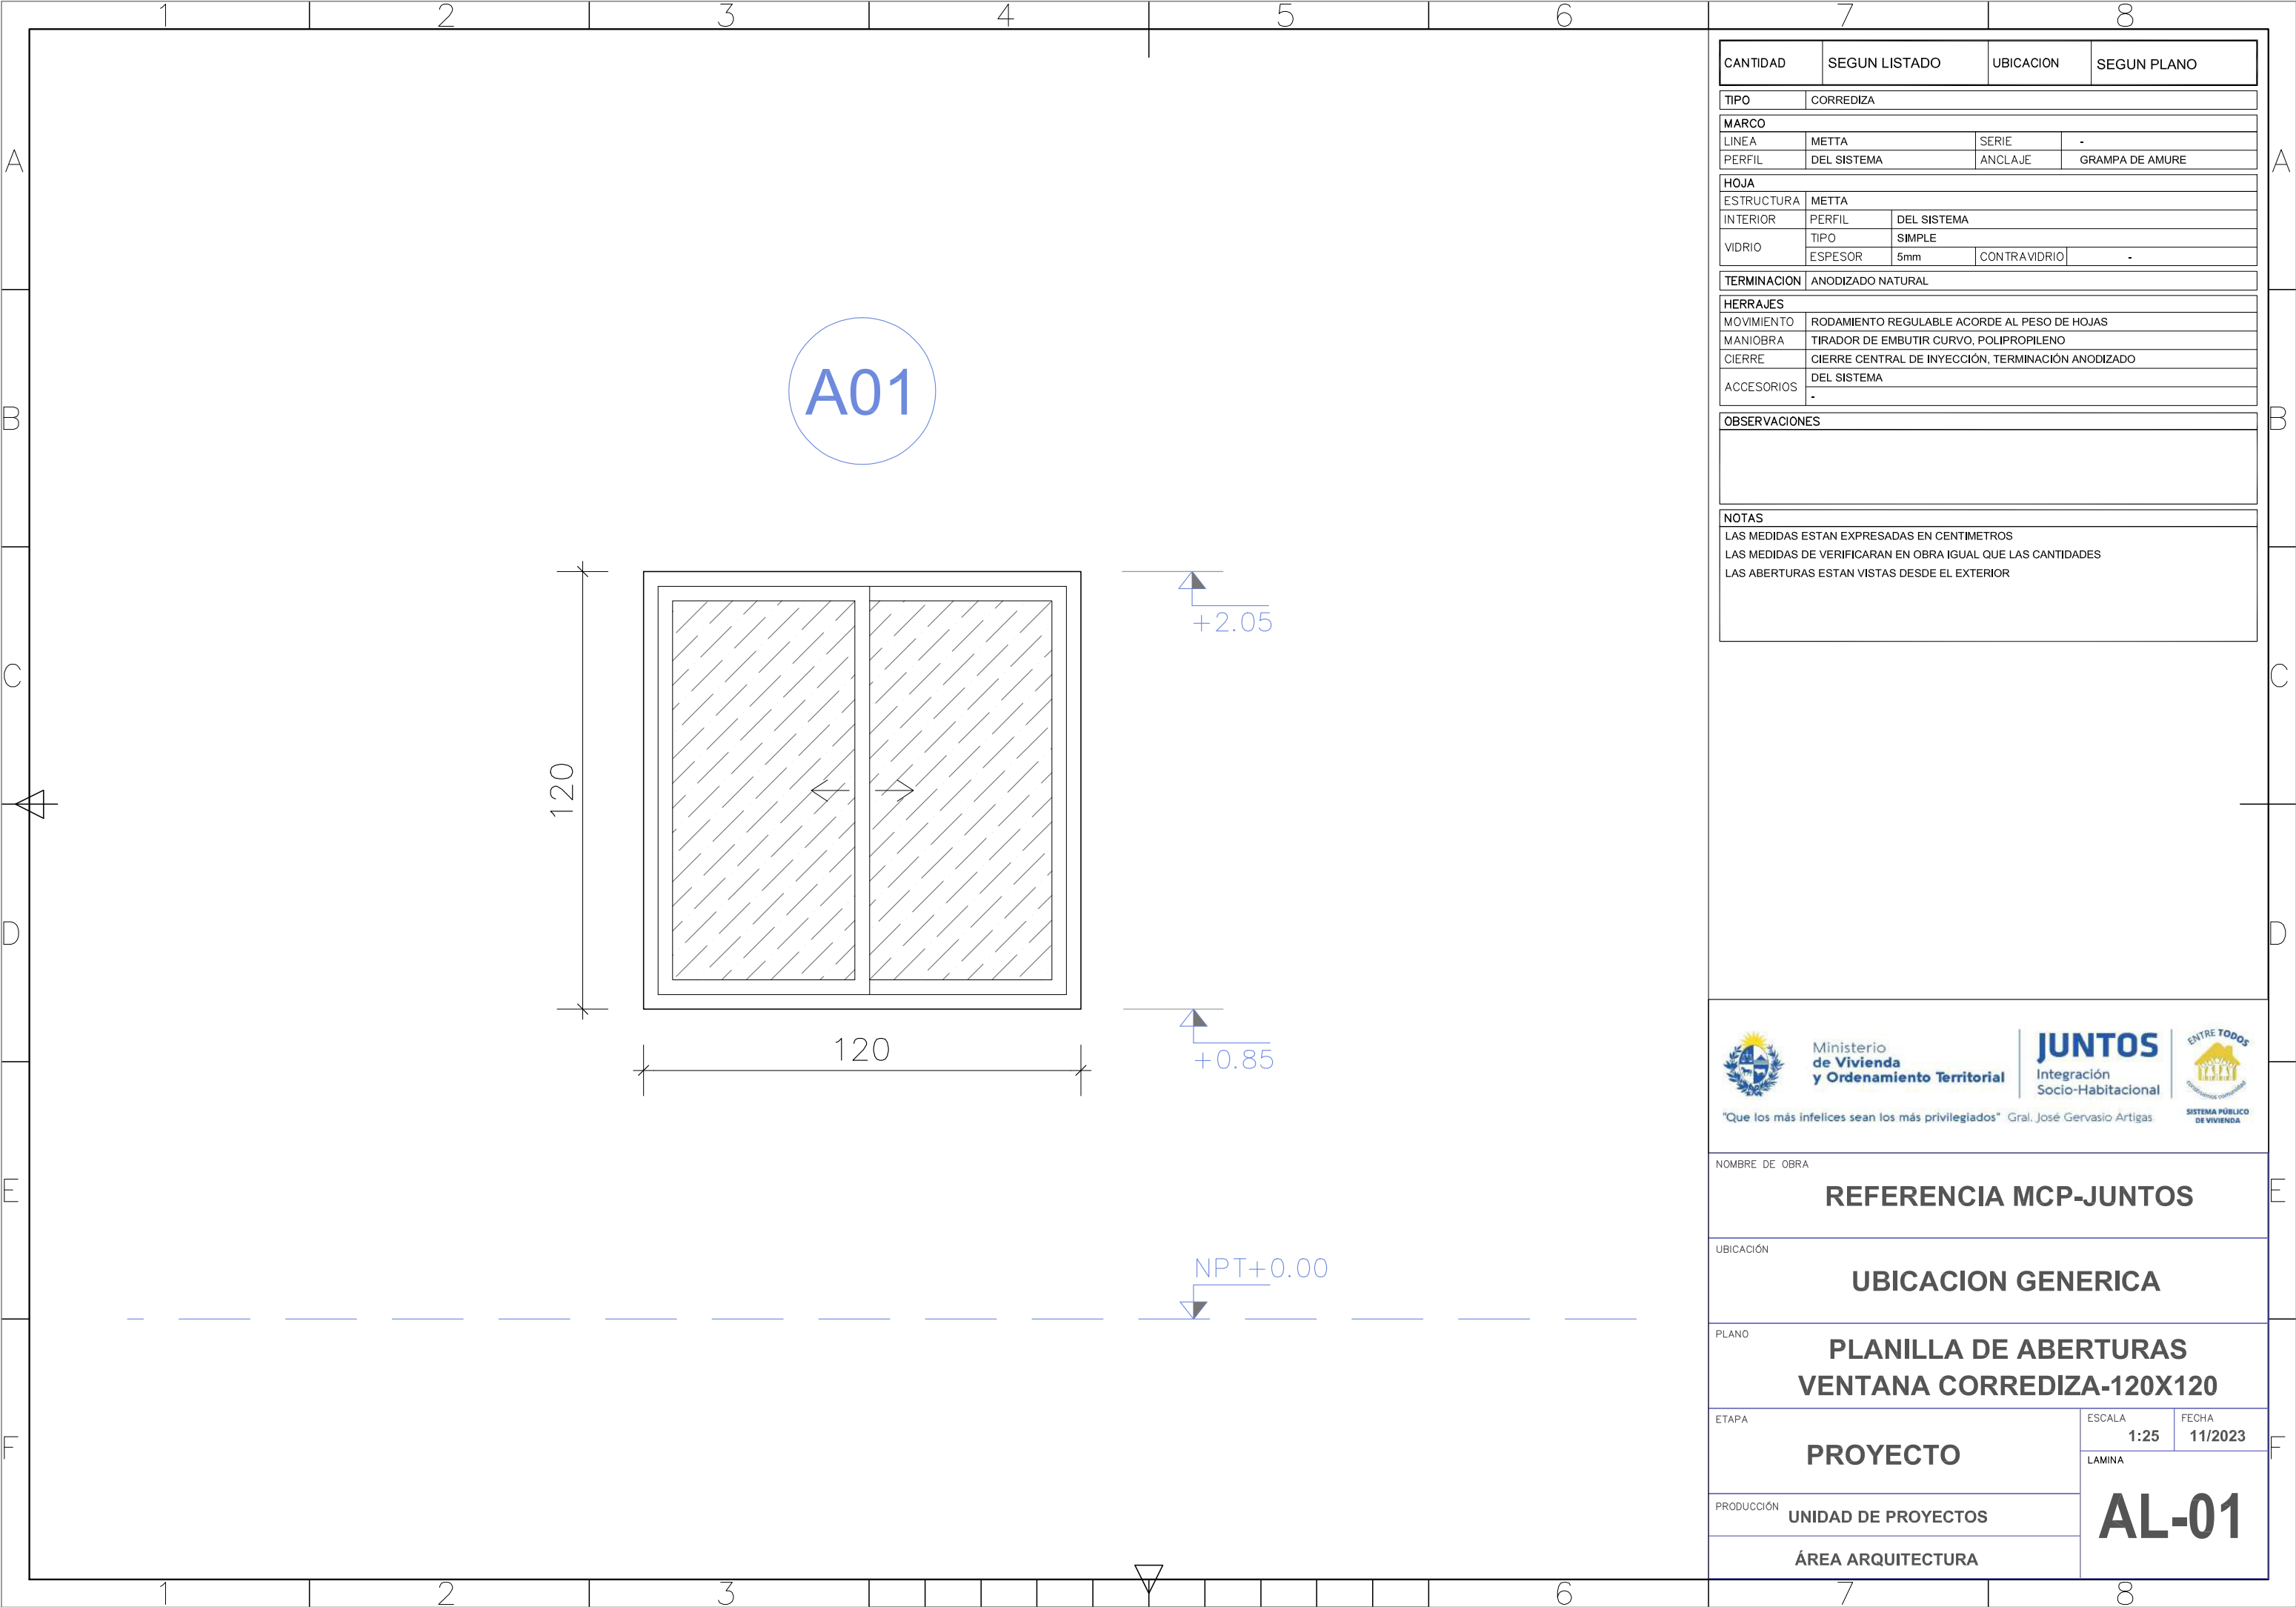 1 2 3 4 5 6 7 8
A
B
C
D
E
F
A01
120
120
+2.05
+0.85
NPT+0.00
CANTIDAD SEGUN LISTADO UBICACION SEGUN PLANO
TIPO CORREDIZA
MARCO
LINEA METTA SERIE -
PERFIL DEL SISTEMA ANCLAJE GRAMPA DE AMURE
HOJA
ESTRUCTURA METTA
INTERIOR PERFIL DEL SISTEMA
VIDRIO TIPO SIMPLE
ESPESOR 5mm CONTRAVIDRIO -
TERMINACION ANODIZADO NATURAL
HERRAJES
MOVIMIENTO RODAMIENTO REGULABLE ACORDE AL PESO DE HOJAS
MANIOBRA TIRADOR DE EMBUTIR CURVO, POLIPROPILENO
CIERRE CIERRE CENTRAL DE INYECCIÓN, TERMINACIÓN ANODIZADO
ACCESORIOS DEL SISTEMA
-
OBSERVACIONES
NOTAS
LAS MEDIDAS ESTAN EXPRESADAS EN CENTIMETROS
LAS MEDIDAS DE VERIFICARAN EN OBRA IGUAL QUE LAS CANTIDADES
LAS ABERTURAS ESTAN VISTAS DESDE EL EXTERIOR
A
B
C
D
E
F
Ministerio
de Vivienda
y Ordenamiento Territorial
JUNTOS
Integración
Socio-Habitacional
ENTRE TODOS
construimos comunidad
SISTEMA PÚBLICO
DE VIVIENDA
"Que los más infelices sean los más privilegiados" Gral. José Gervasio Artigas
NOMBRE DE OBRA
REFERENCIA MCP-JUNTOS
UBICACIÓN
UBICACION GENERICA
PLANO
PLANILLA DE ABERTURAS
VENTANA CORREDIZA-120X120
ETAPA
PROYECTO
ESCALA
1:25
FECHA
11/2023
LAMINA
AL-01
PRODUCCIÓN UNIDAD DE PROYECTOS
ÁREA ARQUITECTURA
1 2 3 6 7 8